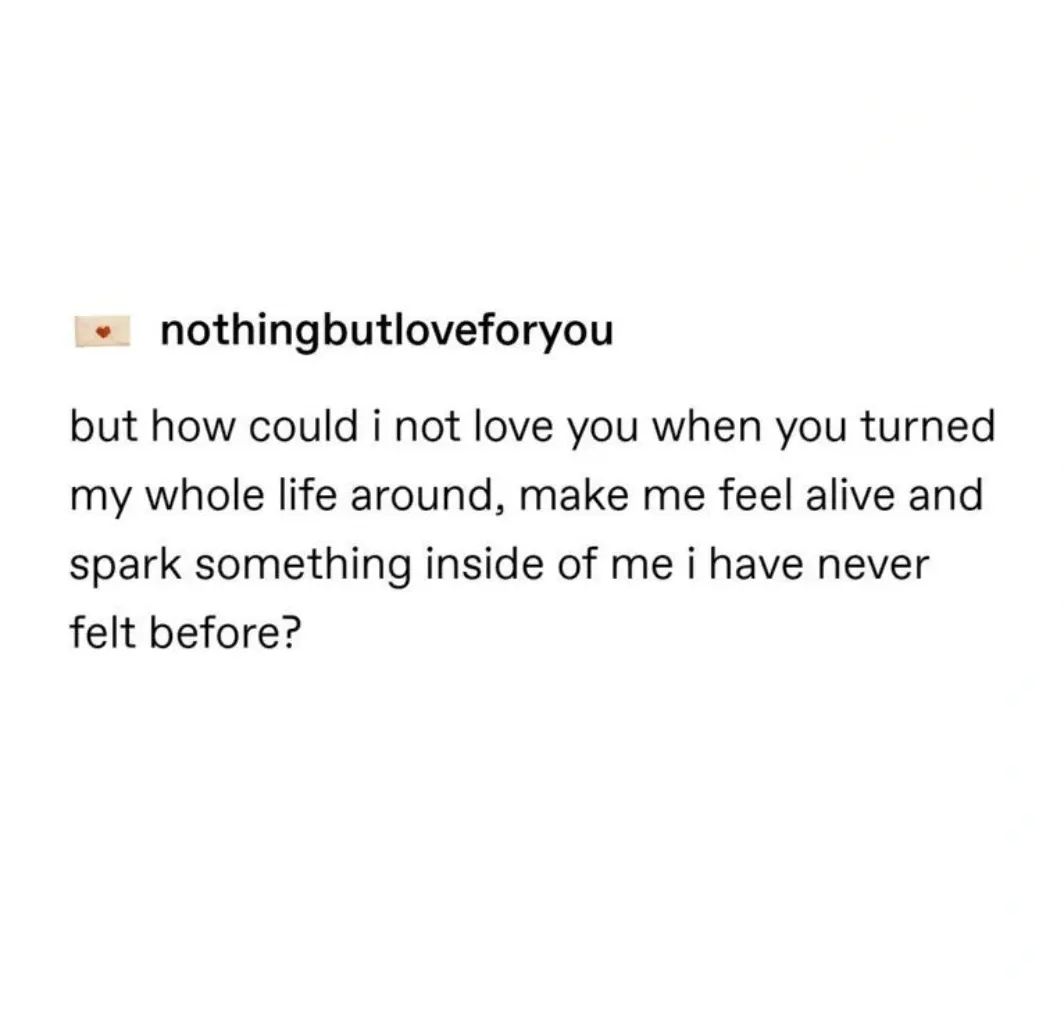 nothingbutloveforyou
but how could i not love you when you turned
my whole life around, make me feel alive and
spark something inside of me i have never
felt before?